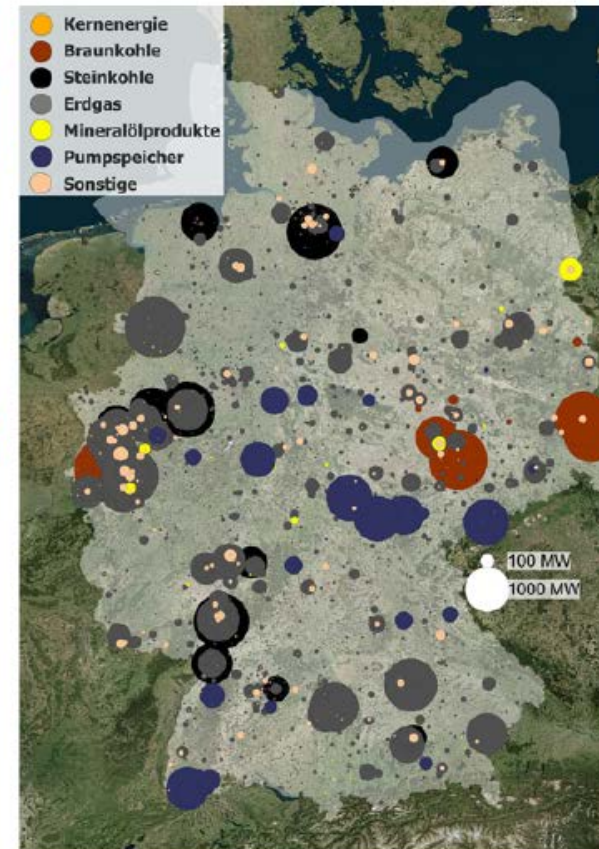 Kernenergie
Braunkohle
Steinkohle
Erdgas
Mineralölprodukte
Pumpspeicher
Sonstige
100 MW
1000 MW